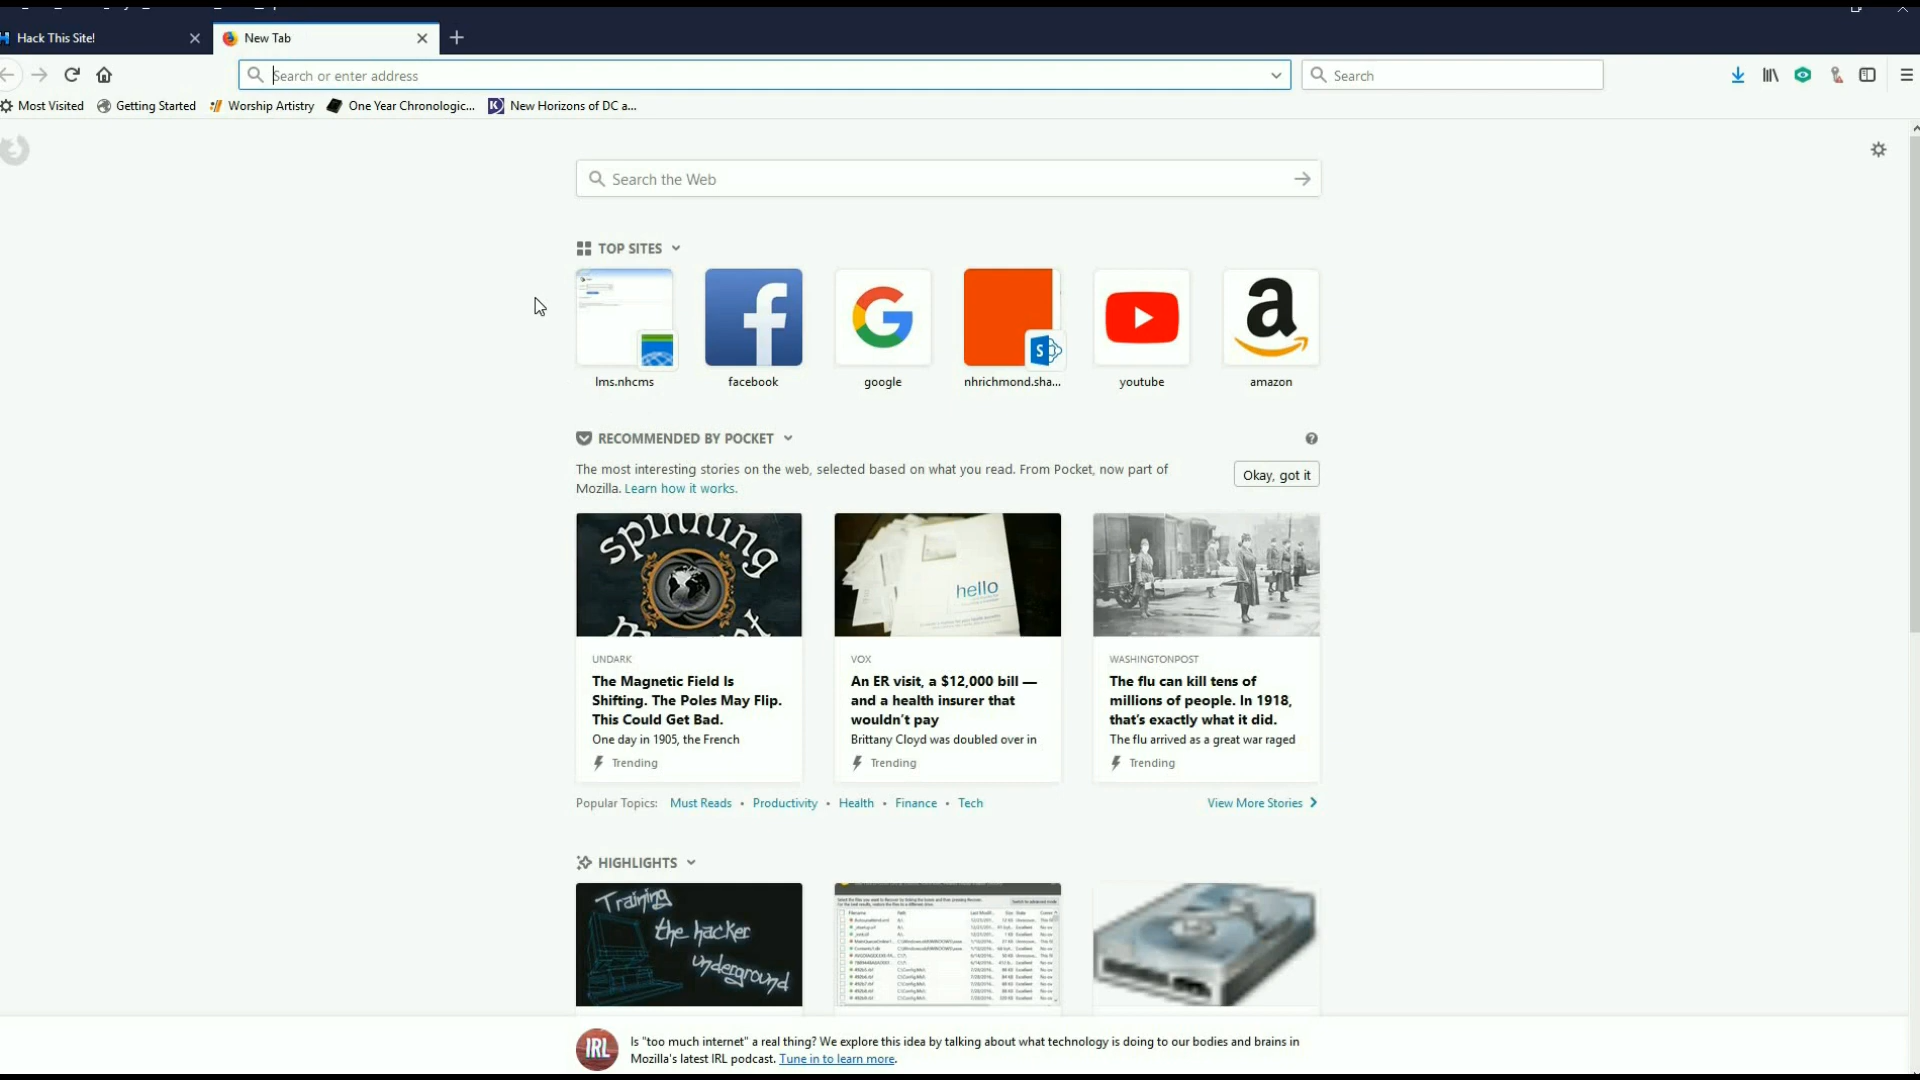 Hack This Site!
New Tab
Search or enter address
Search
Most Visited
Getting Started
Worship Artistry
One Year Chronologic...
New Horizons of DC a...
Search the Web
TOP SITES
lms.nhcms
facebook
google
nhrichmond.sha...
youtube
amazon
RECOMMENDED BY POCKET
The most interesting stories on the web, selected based on what you read. From Pocket, now part of
Mozilla. Learn how it works.
Okay, got it
spinning
hello
UNDARK
The Magnetic Field Is
Shifting. The Poles May Flip.
This Could Get Bad.
One day in 1905, the French
Trending
VOX
An ER visit, a $12,000 bill —
and a health insurer that
wouldn't pay
Brittany Cloyd was doubled over in
Trending
WASHINGTONPOST
The flu can kill tens of
millions of people. In 1918,
that's exactly what it did.
The flu arrived as a great war raged
Trending
Popular Topics: Must Reads • Productivity • Health • Finance • Tech
View More Stories
HIGHLIGHTS
Training
the hacker
underground
IRL
Is "too much internet" a real thing? We explore this idea by talking about what technology is doing to our bodies and brains in
Mozilla's latest IRL podcast. Tune in to learn more.